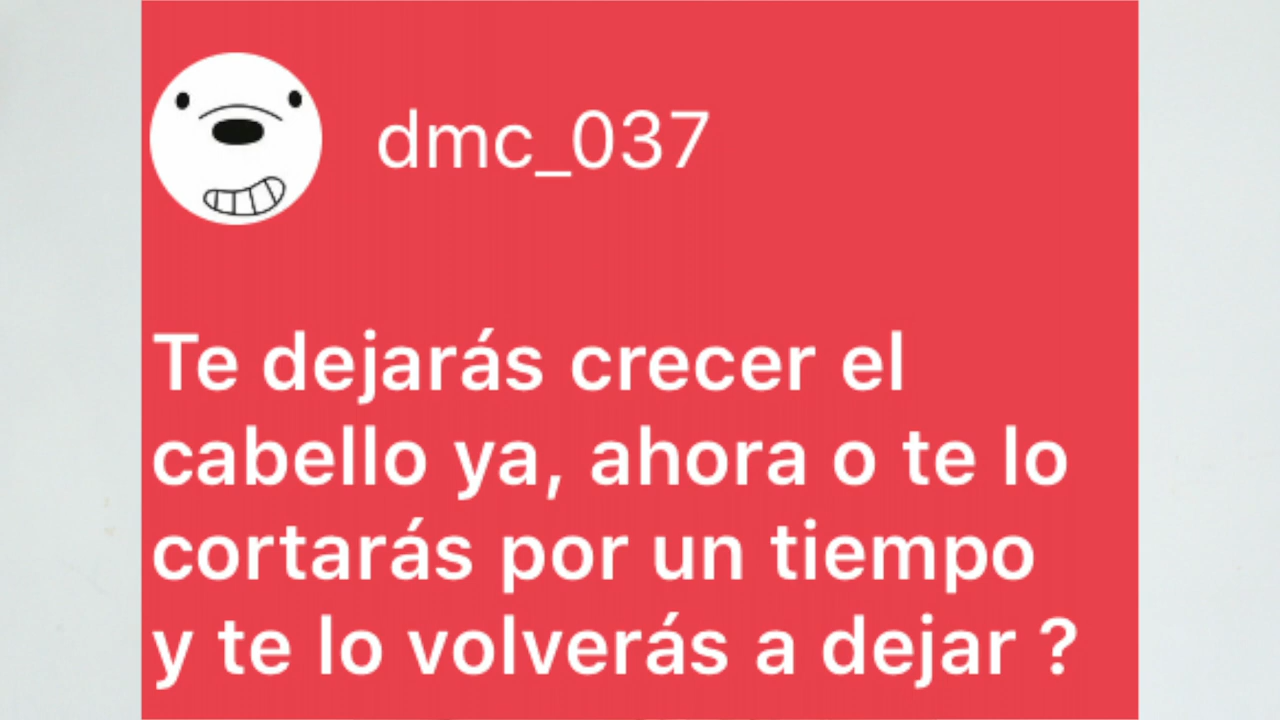 dmc_037
Te dejarás crecer el
cabello ya, ahora o te lo
cortarás por un tiempo
y te lo volverás a dejar ?